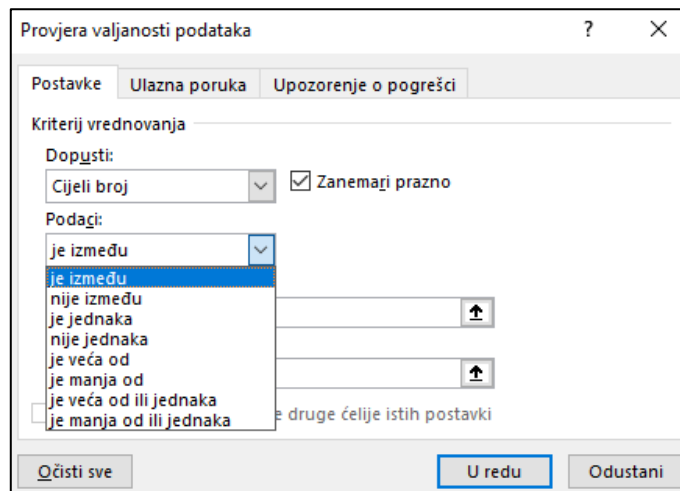 Provjera valjanosti podataka ? ×
Postavke Ulazna poruka Upozorenje o pogrešci
Kriterij vrednovanja
Dopusti:
Cijeli broj Zanemari prazno
Podaci:
je između
je između
nije između
je jednaka
nije jednaka
je veća od
je manja od
je veća od ili jednaka
je manja od ili jednaka
druge ćelije istih postavki
Očisti sve U redu Odustani